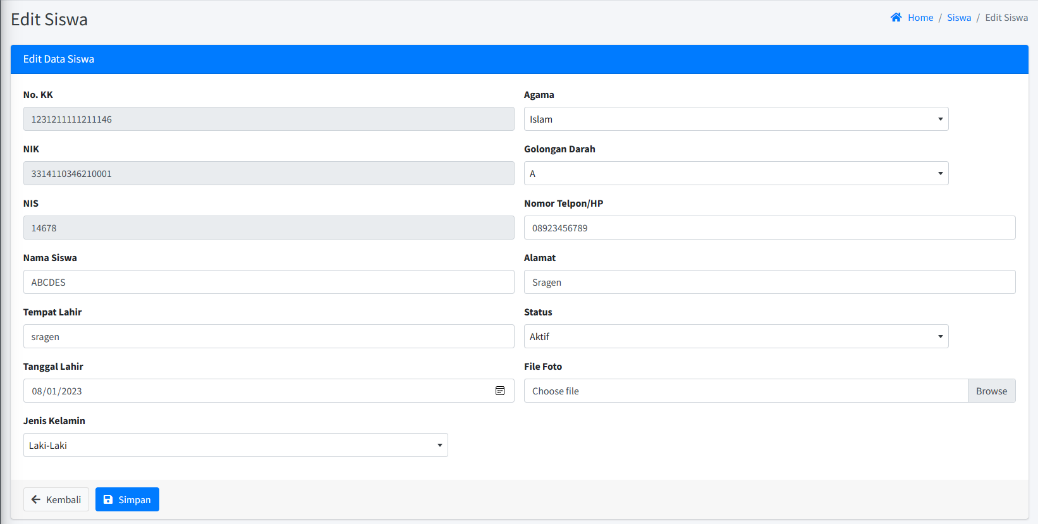 Edit Siswa
Home / Siswa / Edit Siswa
Edit Data Siswa
No. KK
1231211111211146
NIK
3314110346210001
NIS
14678
Nama Siswa
ABCDES
Tempat Lahir
sragen
Tanggal Lahir
08/01/2023
Jenis Kelamin
Laki-Laki
Agama
Islam
Golongan Darah
A
Nomor Telpon/HP
08923456789
Alamat
Sragen
Status
Aktif
File Foto
Choose file Browse
Kembali Simpan